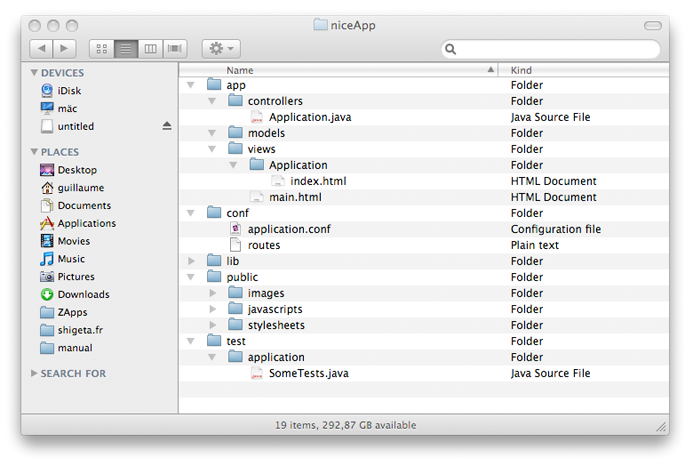 niceApp
DEVICES
iDisk
mäc
untitled
PLACES
Desktop
guillaume
Documents
Applications
Movies
Music
Pictures
Downloads
ZApps
shigeta.fr
manual
SEARCH FOR
Name Kind
app Folder
controllers Folder
Application.java Java Source File
models Folder
views Folder
Application Folder
index.html HTML Document
main.html HTML Document
conf Folder
application.conf Configuration file
routes Plain text
lib Folder
public Folder
images Folder
javascripts Folder
stylesheets Folder
test Folder
application Folder
SomeTests.java Java Source File
19 items, 292,87 GB available